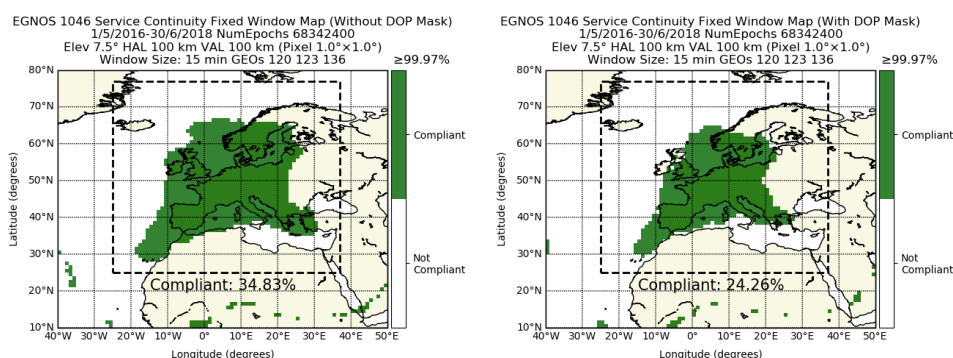 EGNOS 1046 Service Continuity Fixed Window Map (Without DOP Mask)
1/5/2016-30/6/2018 NumEpochs 68342400
Elev 7.5° HAL 100 km VAL 100 km (Pixel 1.0°×1.0°)
Window Size: 15 min GEOs 120 123 136
≥99.97%
80°N
70°N
60°N
50°N
40°N
30°N
20°N
10°N
Latitude (degrees)
Compliant
Not
Compliant
Compliant: 34.83%
40°W 30°W 20°W 10°W 0° 10°E 20°E 30°E 40°E 50°E
Longitude (degrees)
EGNOS 1046 Service Continuity Fixed Window Map (With DOP Mask)
1/5/2016-30/6/2018 NumEpochs 68342400
Elev 7.5° HAL 100 km VAL 100 km (Pixel 1.0°×1.0°)
Window Size: 15 min GEOs 120 123 136
≥99.97%
80°N
70°N
60°N
50°N
40°N
30°N
20°N
10°N
Latitude (degrees)
Compliant
Not
Compliant
Compliant: 24.26%
40°W 30°W 20°W 10°W 0° 10°E 20°E 30°E 40°E 50°E
Longitude (degrees)